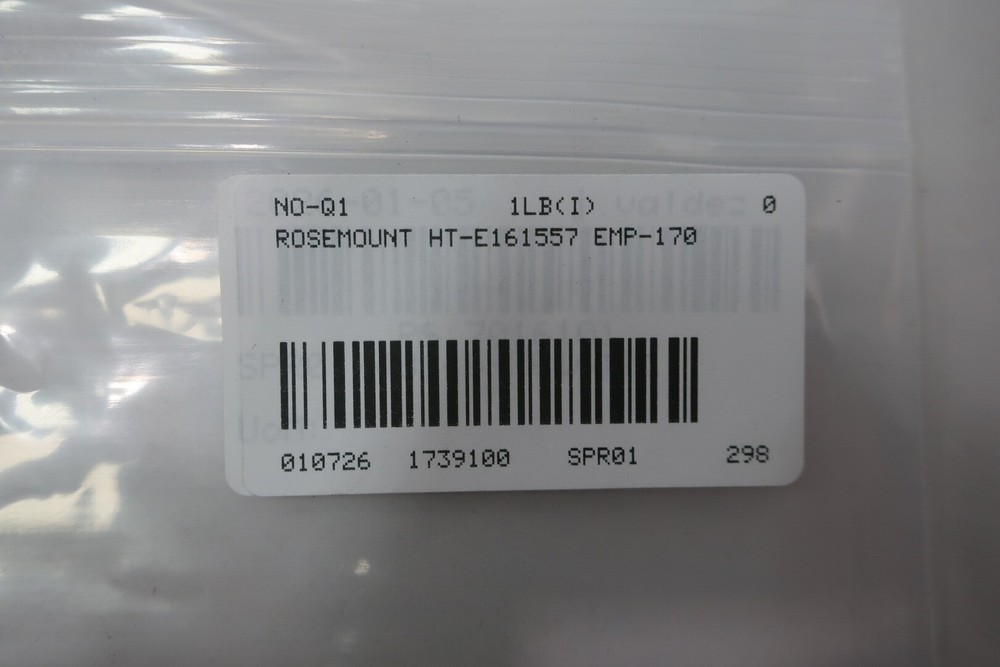 NO-Q1 1LB(I) 0
ROSEMOUNT HT-E161557 EMP-170
010726 1739100 SPR01 298